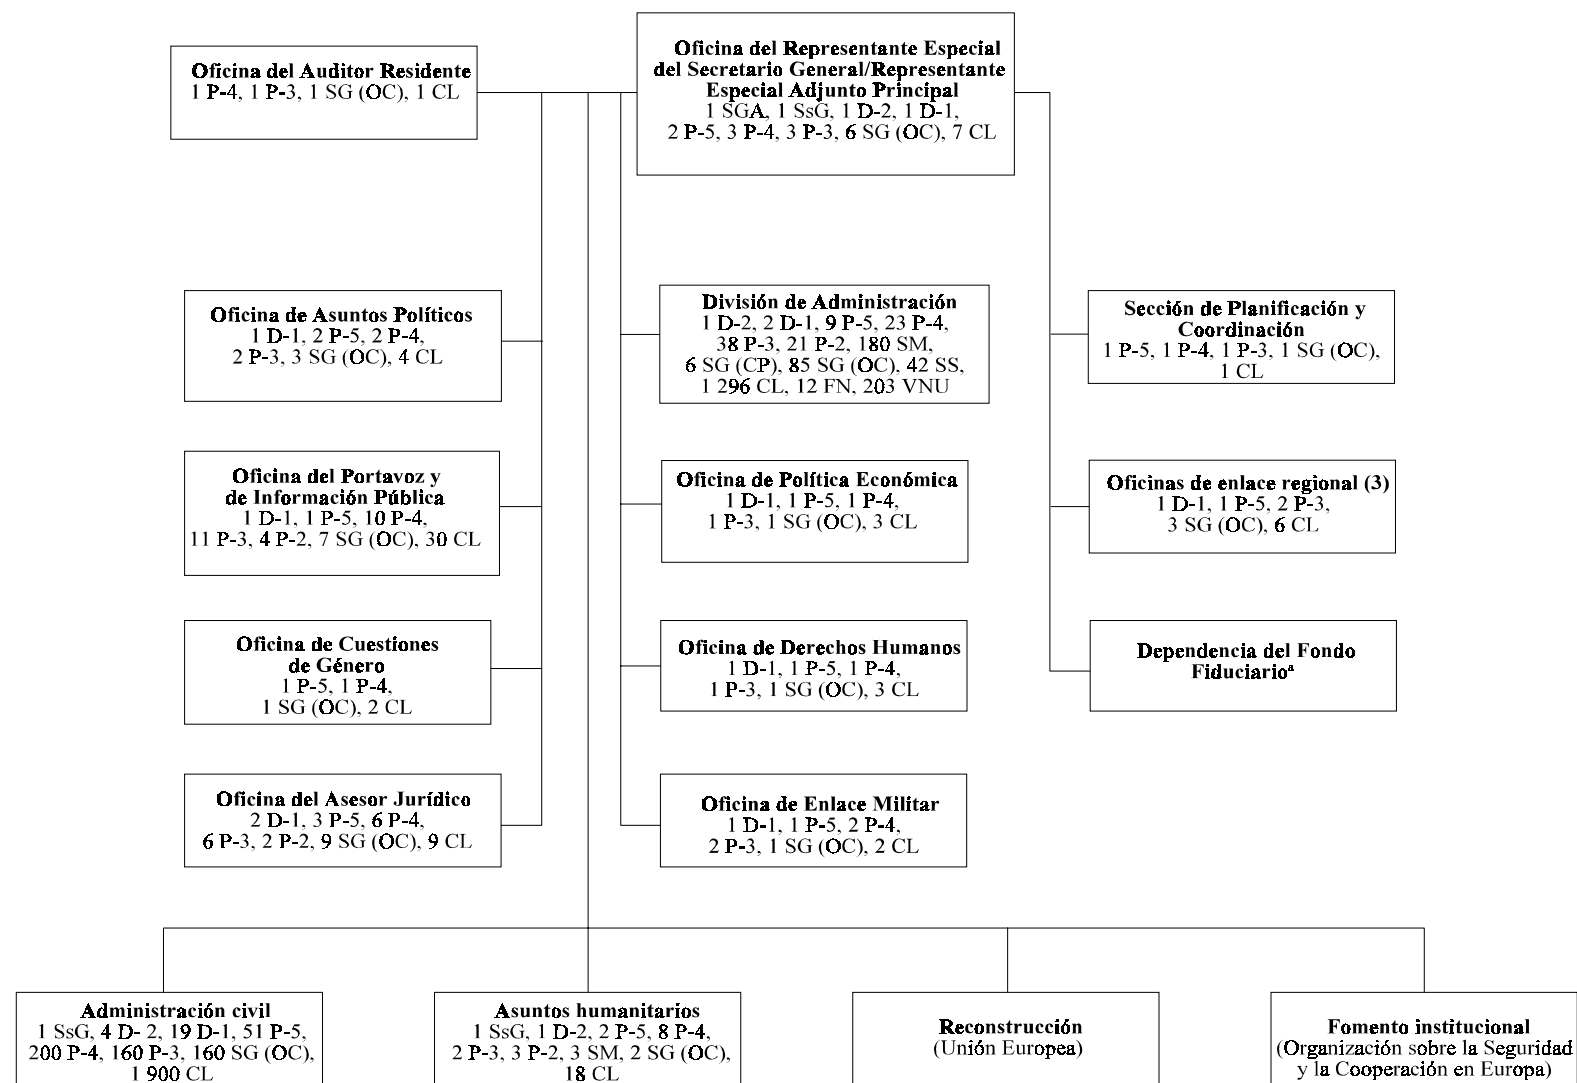 Oficina del Auditor Residente
1 P-4, 1 P-3, 1 SG (OC), 1 CL
Oficina del Representante Especial
del Secretario General/Representante
Especial Adjunto Principal
1 SGA, 1 SsG, 1 D-2, 1 D-1,
2 P-5, 3 P-4, 3 P-3, 6 SG (OC), 7 CL
Oficina de Asuntos Políticos
1 D-1, 2 P-5, 2 P-4,
2 P-3, 3 SG (OC), 4 CL
División de Administración
1 D-2, 2 D-1, 9 P-5, 23 P-4,
38 P-3, 21 P-2, 180 SM,
6 SG (CP), 85 SG (OC), 42 SS,
1 296 CL, 12 FN, 203 VNU
Sección de Planificación y
Coordinación
1 P-5, 1 P-4, 1 P-3, 1 SG (OC),
1 CL
Oficina del Portavoz y
de Información Pública
1 D-1, 1 P-5, 10 P-4,
11 P-3, 4 P-2, 7 SG (OC), 30 CL
Oficina de Política Económica
1 D-1, 1 P-5, 1 P-4,
1 P-3, 1 SG (OC), 3 CL
Oficinas de enlace regional (3)
1 D-1, 1 P-5, 2 P-3,
3 SG (OC), 6 CL
Oficina de Cuestiones
de Género
1 P-5, 1 P-4,
1 SG (OC), 2 CL
Oficina de Derechos Humanos
1 D-1, 1 P-5, 1 P-4,
1 P-3, 1 SG (OC), 3 CL
Dependencia del Fondo
Fiduciarioª
Oficina del Asesor Jurídico
2 D-1, 3 P-5, 6 P-4,
6 P-3, 2 P-2, 9 SG (OC), 9 CL
Oficina de Enlace Militar
1 D-1, 1 P-5, 2 P-4,
2 P-3, 1 SG (OC), 2 CL
Administración civil
1 SsG, 4 D- 2, 19 D-1, 51 P-5,
200 P-4, 160 P-3, 160 SG (OC),
1 900 CL
Asuntos humanitarios
1 SsG, 1 D-2, 2 P-5, 8 P-4,
2 P-3, 3 P-2, 3 SM, 2 SG (OC),
18 CL
Reconstrucción
(Unión Europea)
Fomento institucional
(Organización sobre la Seguridad
y la Cooperación en Europa)